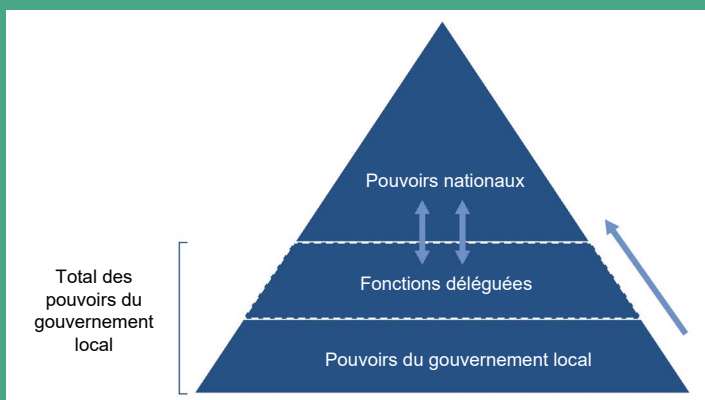 Pouvoirs nationaux
Fonctions déléguées
Pouvoirs du gouvernement local
Total des
pouvoirs du
gouvernement
local